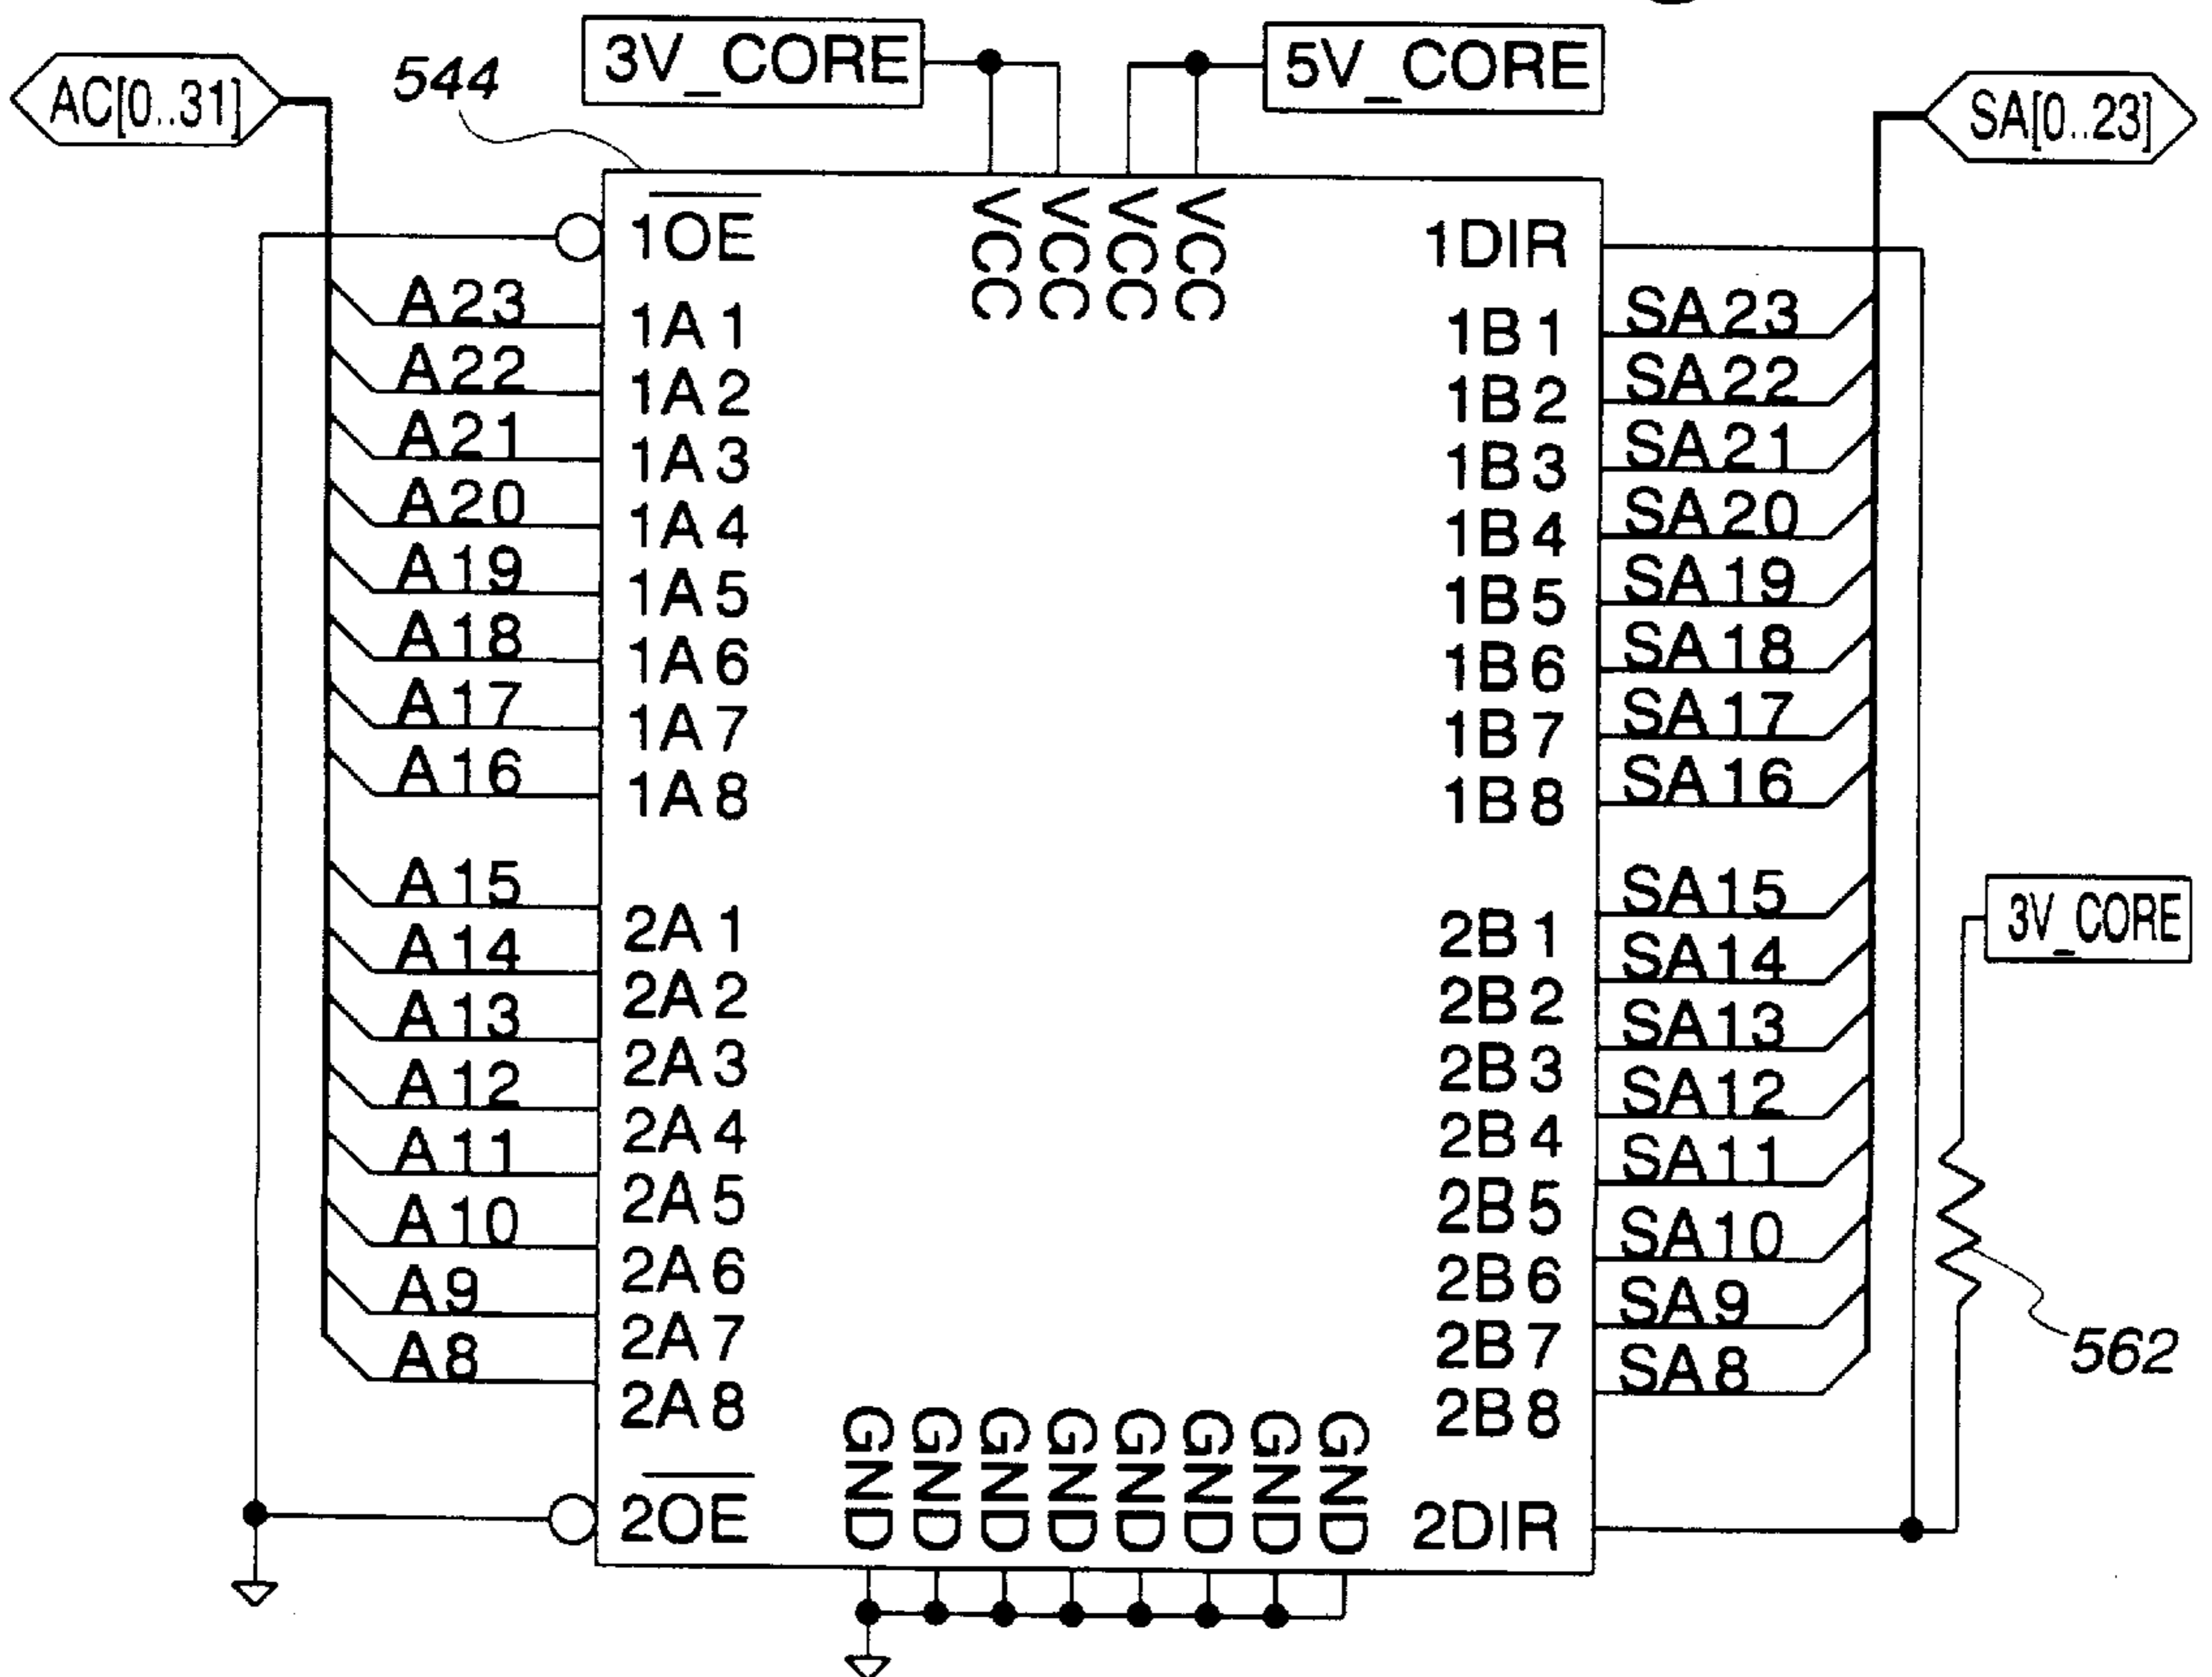 3V_CORE
5V_CORE
AC[0..31]
544
SA[0..23]
1OE
VCC
VCC
VCC
VCC
1DIR
A23
1A1
1B1
SA23
A22
1A2
1B2
SA22
A21
1A3
1B3
SA21
A20
1A4
1B4
SA20
A19
1A5
1B5
SA19
A18
1A6
1B6
SA18
A17
1A7
1B7
SA17
A16
1A8
1B8
SA16
A15
2A1
2B1
SA15
3V_CORE
A14
2A2
2B2
SA14
A13
2A3
2B3
SA13
A12
2A4
2B4
SA12
A11
2A5
2B5
SA11
A10
2A6
2B6
SA10
A9
2A7
2B7
SA9
562
A8
2A8
2B8
SA8
2OE
GND
GND
GND
GND
GND
GND
GND
GND
2DIR